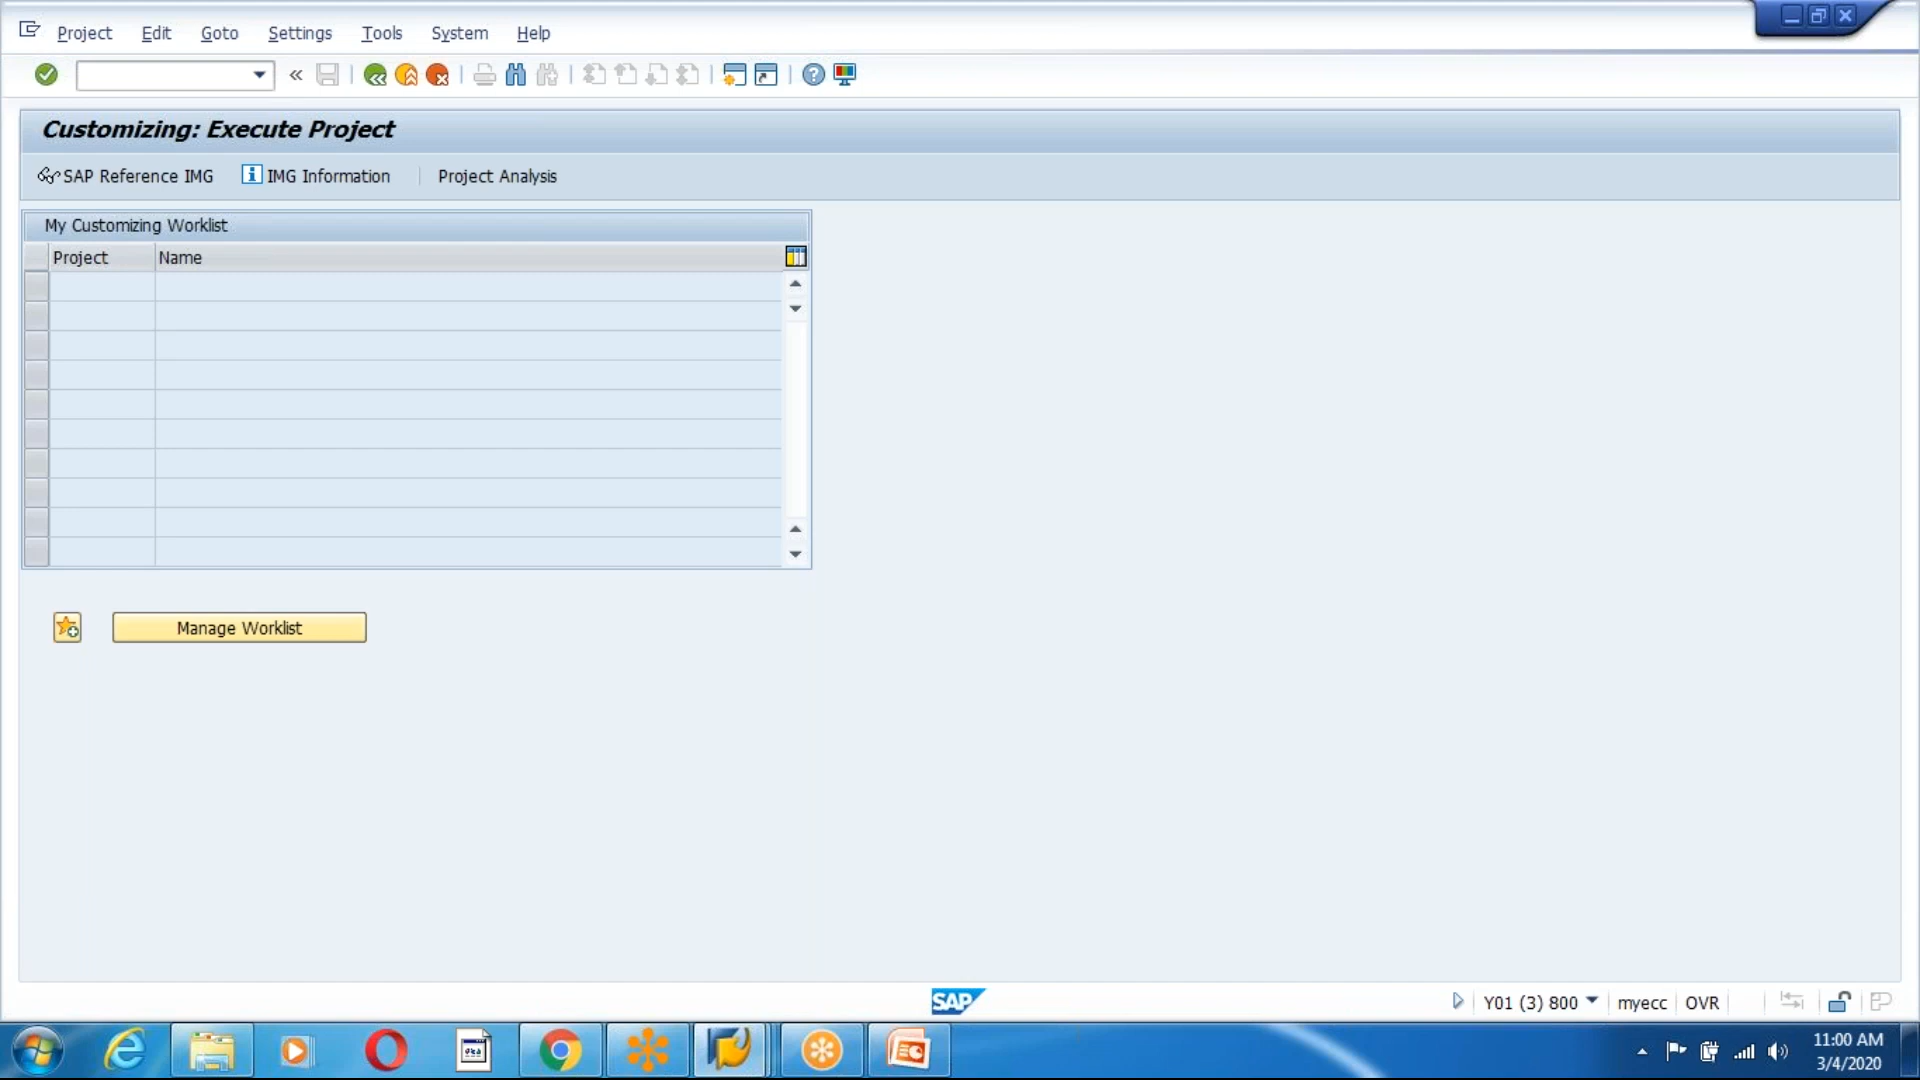 Project Edit Goto Settings Tools System Help
Customizing: Execute Project
SAP Reference IMG IMG Information Project Analysis
My Customizing Worklist
Project Name
Manage Worklist
SAP Y01 (3) 800 myecc OVR
11:00 AM
3/4/2020